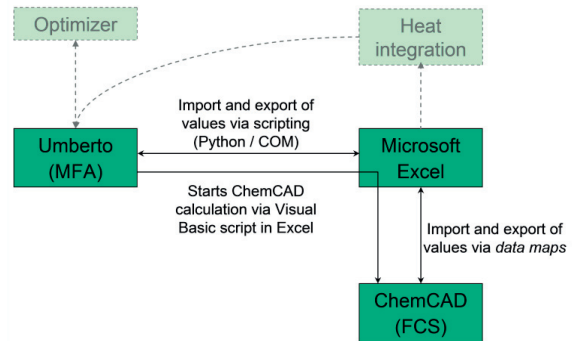 Optimizer
Heat
integration
Import and export of
values via scripting
(Python / COM)
Umberto
(MFA)
Microsoft
Excel
Starts ChemCAD
calculation via Visual
Basic script in Excel
Import and export of
values via data maps
ChemCAD
(FCS)